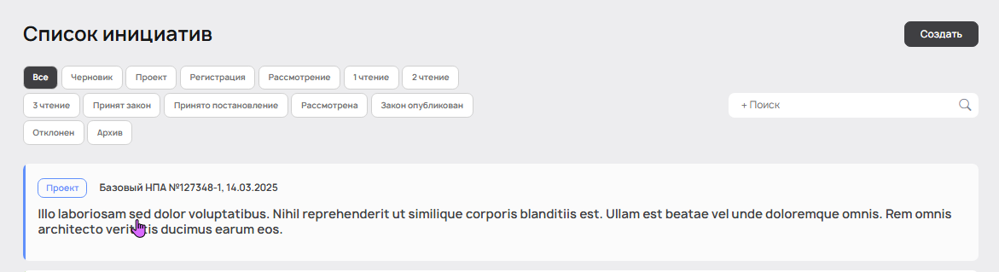 Список инициатив
Создать
Все Черновик Проект Регистрация Рассмотрение 1 чтение 2 чтение
3 чтение Принят закон Принято постановление Рассмотрена Закон опубликован
+ Поиск
Отклонен Архив
Проект Базовый НПА №127348-1, 14.03.2025
Illo laboriosam sed dolor voluptatibus. Nihil reprehenderit ut similique corporis blanditiis est. Ullam est beatae vel unde doloremque omnis. Rem omnis
architecto veritatis ducimus earum eos.